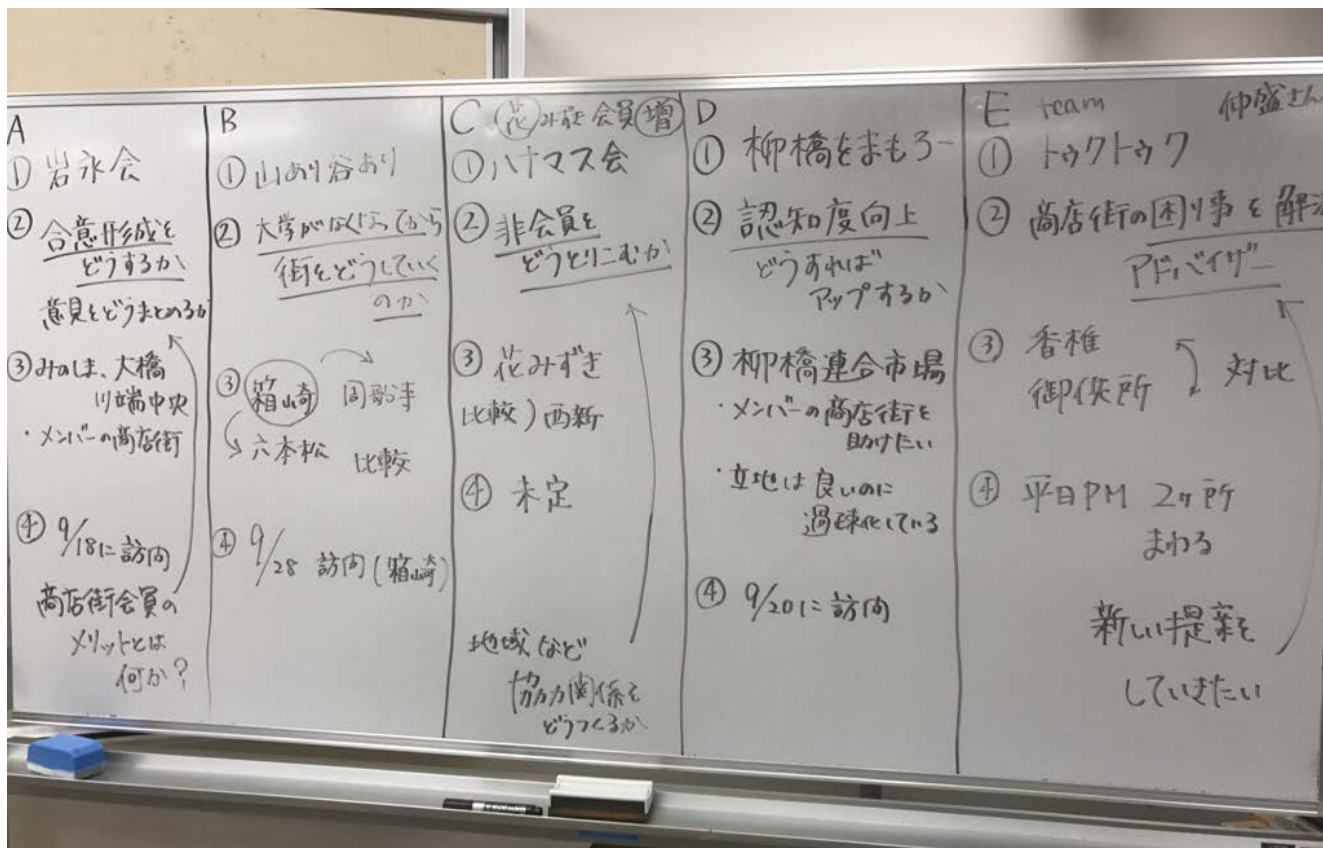 A
① 岩永会
② 合意形成を
どうするか
意見をどうまとめるか
③ みのしま、大橋
川端中央
・メンバーの商店街
④ 9/18に訪問
商店街会員の
メリットとは
何か?
B
① 山あり谷あり
② 大学がなくなってから
街をどうしていく
のか
③ 箱崎
六本松 比較
④ 9/28 訪問(箱崎)
C 花みずき会員増
① ハナマス会
② 非会員を
どうとりこむか
③ 花みずき
比較)西新
④ 未定
地域など
協力関係を
どうつくるか
D
① 柳橋をまもろー
② 認知度向上
どうすれば
アップするか
③ 柳橋連合市場
・メンバーの商店街を
助けたい
・立地は良いのに
過疎化している
④ 9/20に訪問
E team 仲盛さん
① トゥクトゥク
② 商店街の困り事を解決
アドバイザー
③ 香椎
御供所
対比
④ 平日PM 2ヶ所
まわる
新しい提案を
していきたい